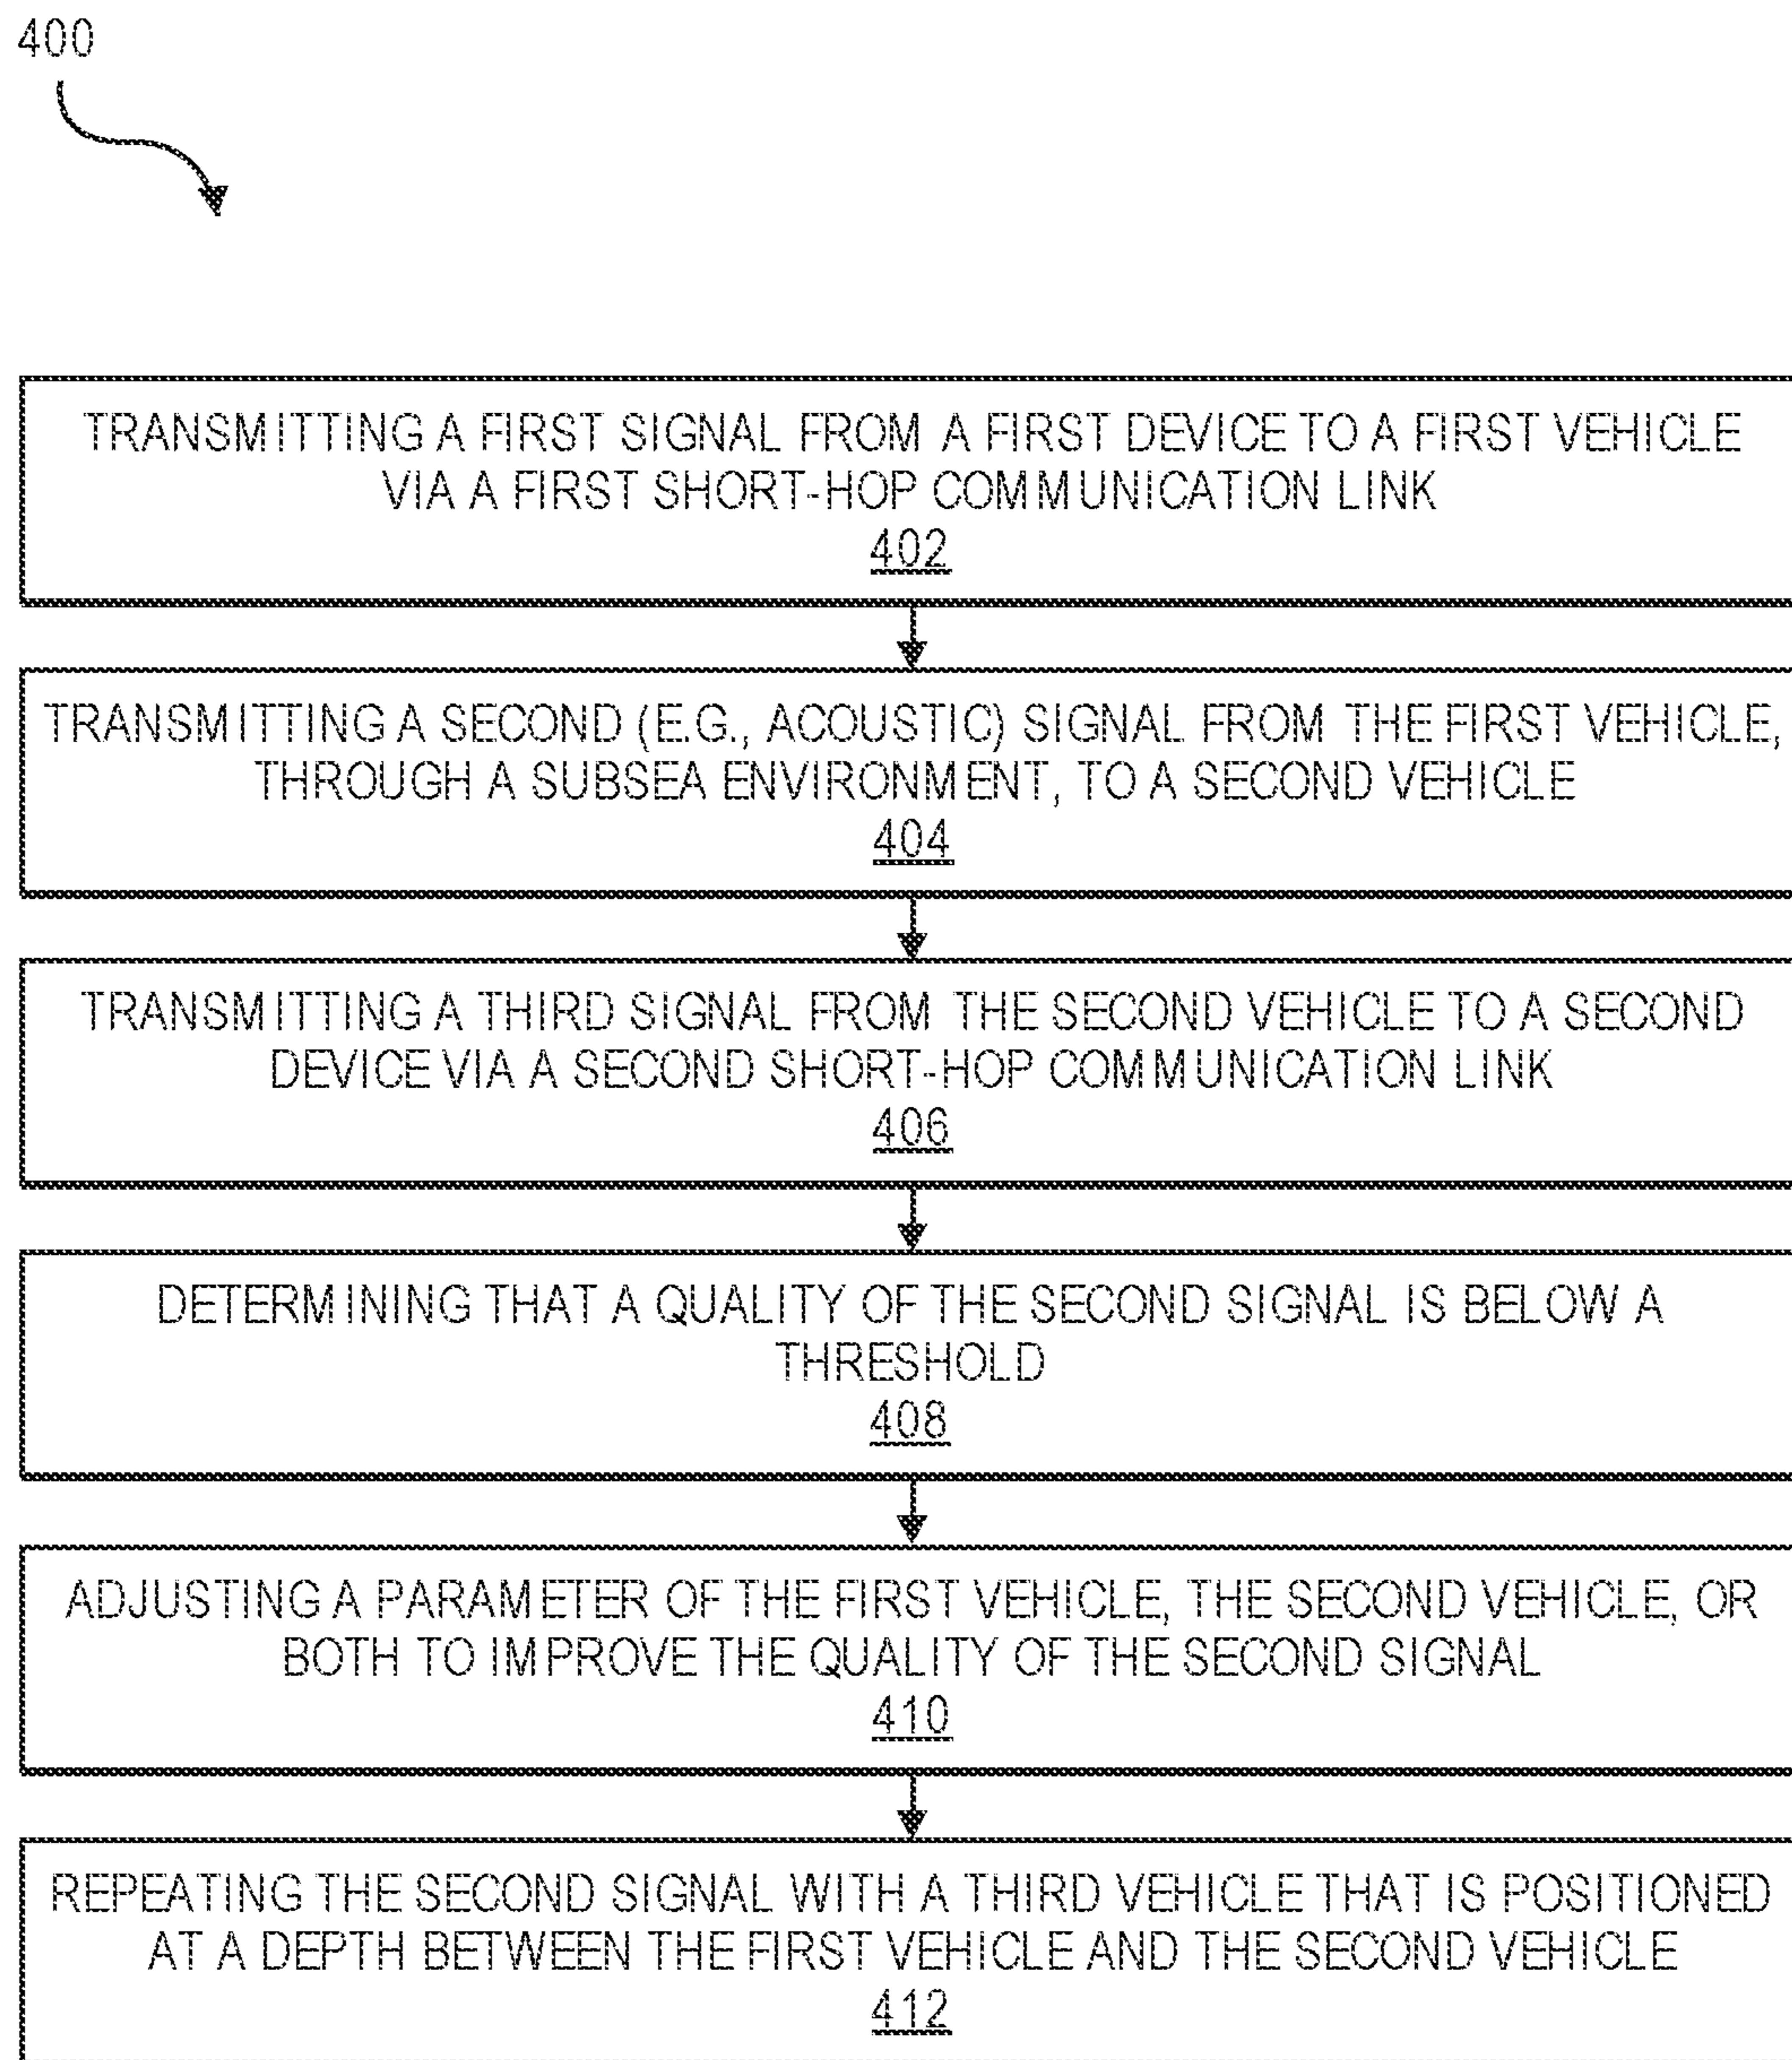 400
TRANSMITTING A FIRST SIGNAL FROM A FIRST DEVICE TO A FIRST VEHICLE
VIA A FIRST SHORT-HOP COMMUNICATION LINK
402
TRANSMITTING A SECOND (E.G., ACOUSTIC) SIGNAL FROM THE FIRST VEHICLE,
THROUGH A SUBSEA ENVIRONMENT, TO A SECOND VEHICLE
404
TRANSMITTING A THIRD SIGNAL FROM THE SECOND VEHICLE TO A SECOND
DEVICE VIA A SECOND SHORT-HOP COMMUNICATION LINK
406
DETERMINING THAT A QUALITY OF THE SECOND SIGNAL IS BELOW A
THRESHOLD
408
ADJUSTING A PARAMETER OF THE FIRST VEHICLE, THE SECOND VEHICLE, OR
BOTH TO IMPROVE THE QUALITY OF THE SECOND SIGNAL
410
REPEATING THE SECOND SIGNAL WITH A THIRD VEHICLE THAT IS POSITIONED
AT A DEPTH BETWEEN THE FIRST VEHICLE AND THE SECOND VEHICLE
412